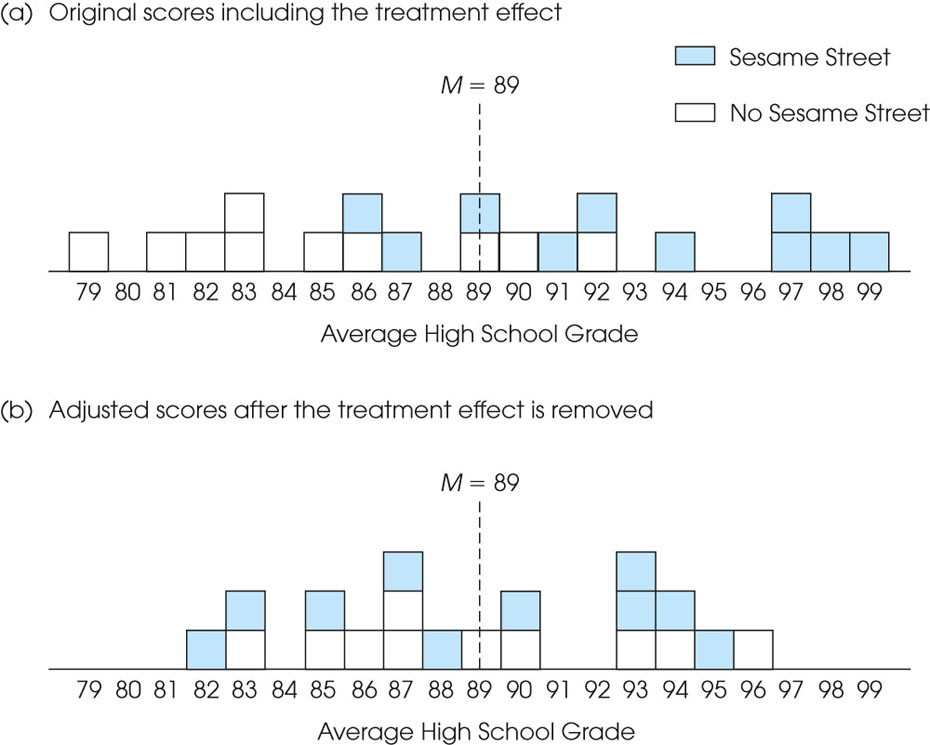 (a) Original scores including the treatment effect
Sesame Street
M = 89
No Sesame Street
79 80 81 82 83 84 85 86 87 88 89 90 91 92 93 94 95 96 97 98 99
Average High School Grade
(b) Adjusted scores after the treatment effect is removed
M = 89
79 80 81 82 83 84 85 86 87 88 89 90 91 92 93 94 95 96 97 98 99
Average High School Grade